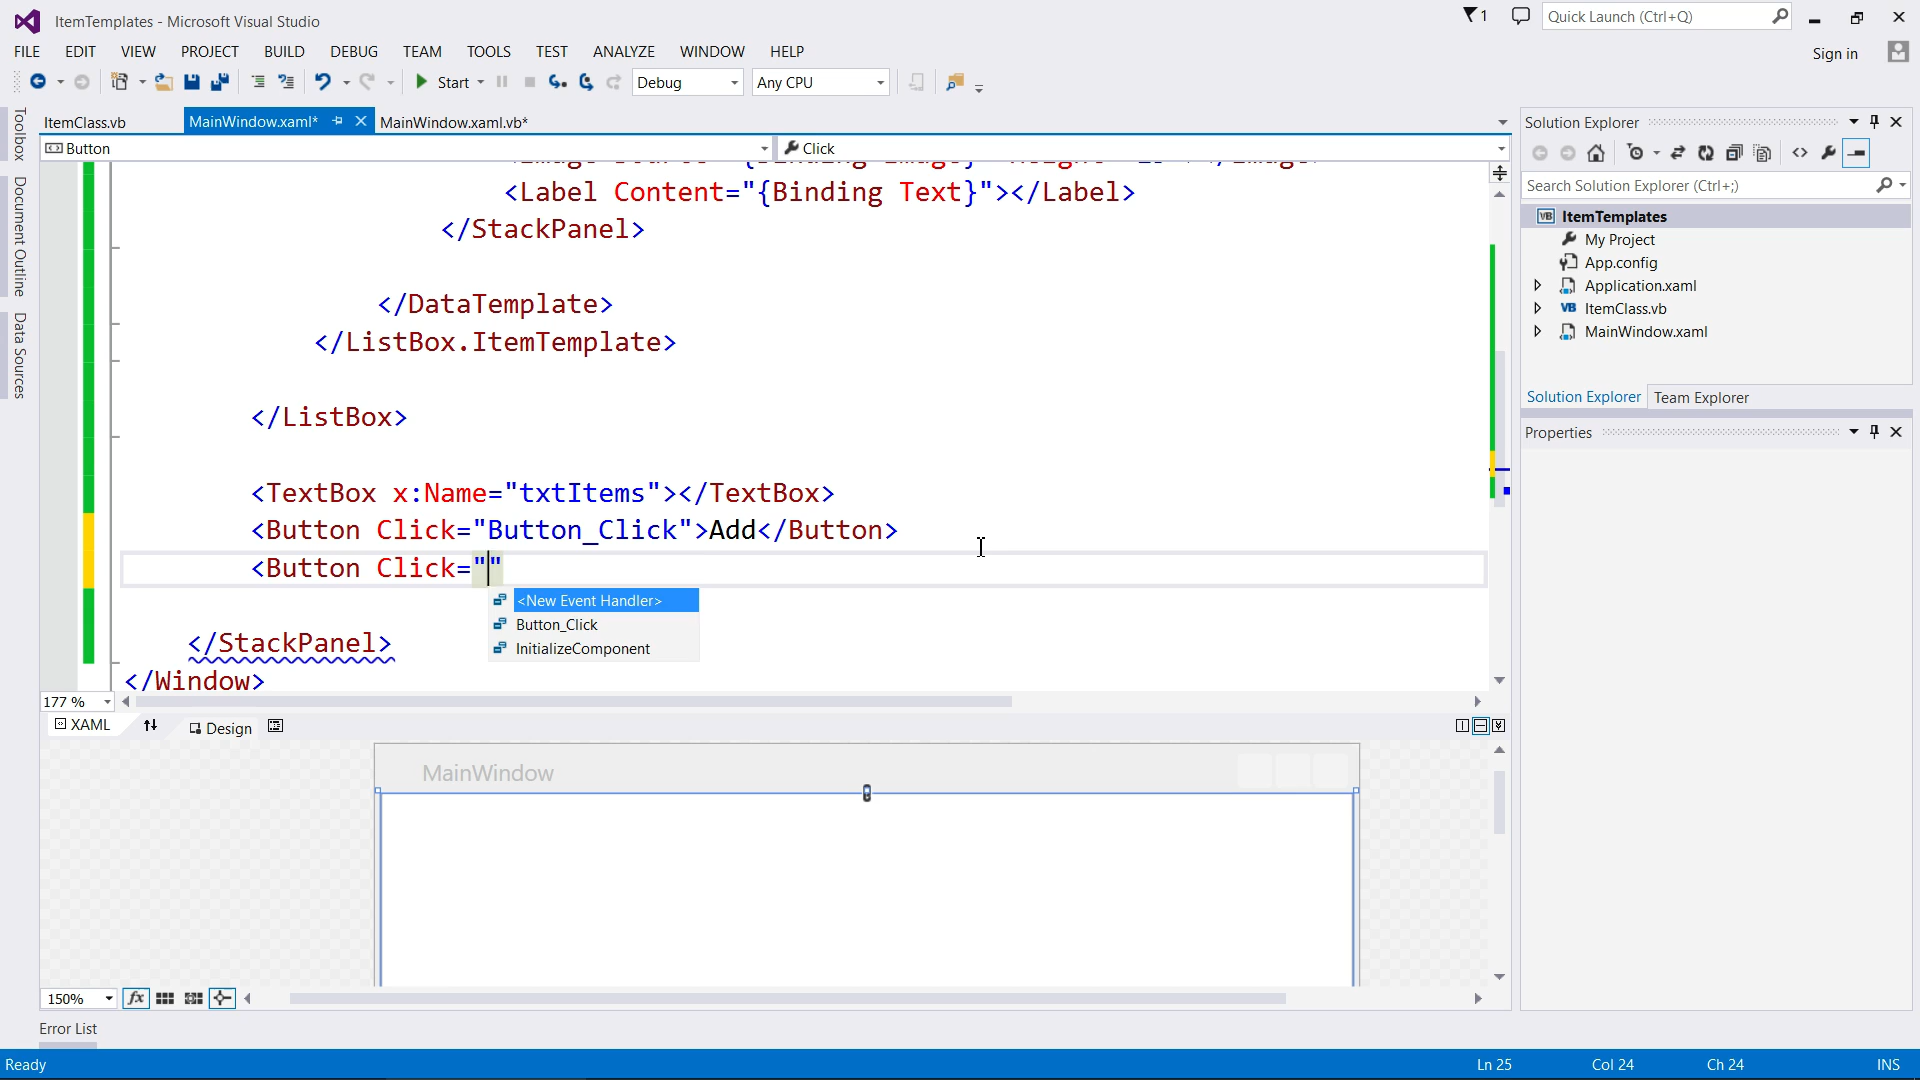 ItemTemplates - Microsoft Visual Studio
1
Quick Launch (Ctrl+Q)
FILE EDIT VIEW PROJECT BUILD DEBUG TEAM TOOLS TEST ANALYZE WINDOW HELP
Sign in
Start Debug Any CPU
Toolbox
Document Outline
Data Sources
ItemClass.vb MainWindow.xaml* MainWindow.xaml.vb*
Button Click
<Label Content="{Binding Text}"></Label>
</StackPanel>
</DataTemplate>
</ListBox.ItemTemplate>
</ListBox>
<TextBox x:Name="txtItems"></TextBox>
<Button Click="Button_Click">Add</Button>
<Button Click=""
<New Event Handler>
Button_Click
InitializeComponent
</StackPanel>
</Window>
177 %
XAML Design
MainWindow
150% fx
Error List
Solution Explorer
Search Solution Explorer (Ctrl+;)
VB ItemTemplates
My Project
App.config
Application.xaml
VB ItemClass.vb
MainWindow.xaml
Solution Explorer Team Explorer
Properties
Ready Ln 25 Col 24 Ch 24 INS